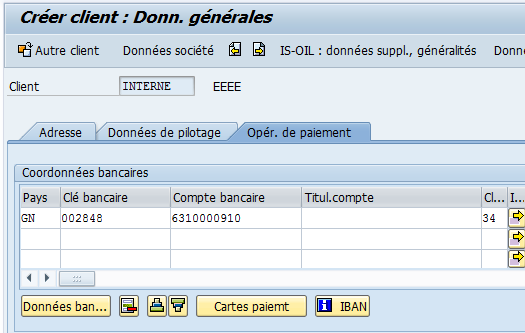 Créer client : Donn. générales
Autre client Données société IS-OIL : données suppl., généralités Donné
Client INTERNE EEEE
Adresse Données de pilotage Opér. de paiement
Coordonnées bancaires
Pays Clé bancaire Compte bancaire Titul.compte Cl... I...
GN 002848 6310000910 34
Données ban... Cartes paiemt IBAN